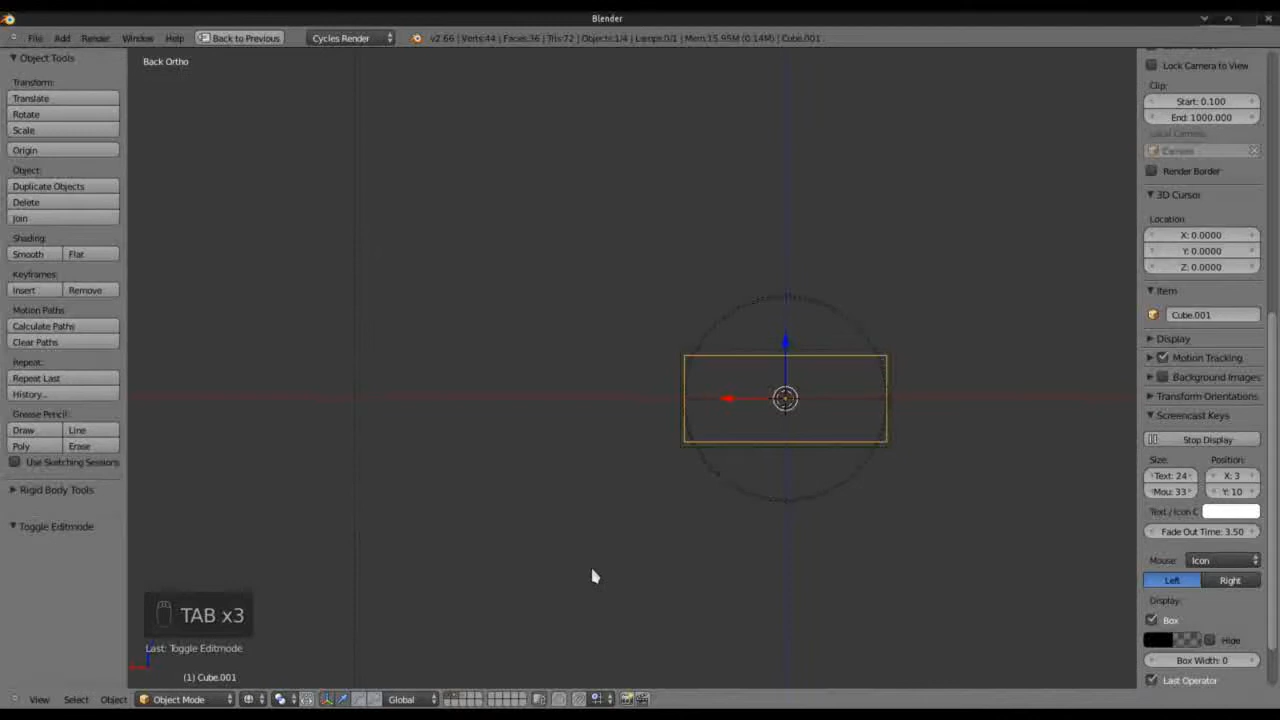 Blender
File Add Render Window Help Back to Previous Cycles Render v2.66 | Verts:44 | Faces:36 | Tris:72 | Objects:1/4 | Lamps:0/1 | Mem:15.95M (0.14M) | Cube.001
Object Tools
Transform:
Translate
Rotate
Scale
Origin
Object:
Duplicate Objects
Delete
Join
Shading:
Smooth Flat
Keyframes:
Insert Remove
Motion Paths
Calculate Paths
Clear Paths
Repeat:
Repeat Last
History...
Grease Pencil:
Draw Line
Poly Erase
Use Sketching Sessions
Rigid Body Tools
Toggle Editmode
Back Ortho
TAB x3
Last: Toggle Editmode
(1) Cube.001
Lock Camera to View
Clip:
Start: 0.100
End: 1000.000
Local Camera:
Camera
Render Border
3D Cursor
Location:
X: 0.0000
Y: 0.0000
Z: 0.0000
Item
Cube.001
Display
Motion Tracking
Background Images
Transform Orientations
Screencast Keys
Stop Display
Size: Position:
Text: 24 X: 3
Mou: 33 Y: 10
Text / Icon C
Fade Out Time: 3.50
Mouse: Icon
Left Right
Display:
Box
Hide
Box Width: 0
Last Operator
View Select Object Object Mode Global